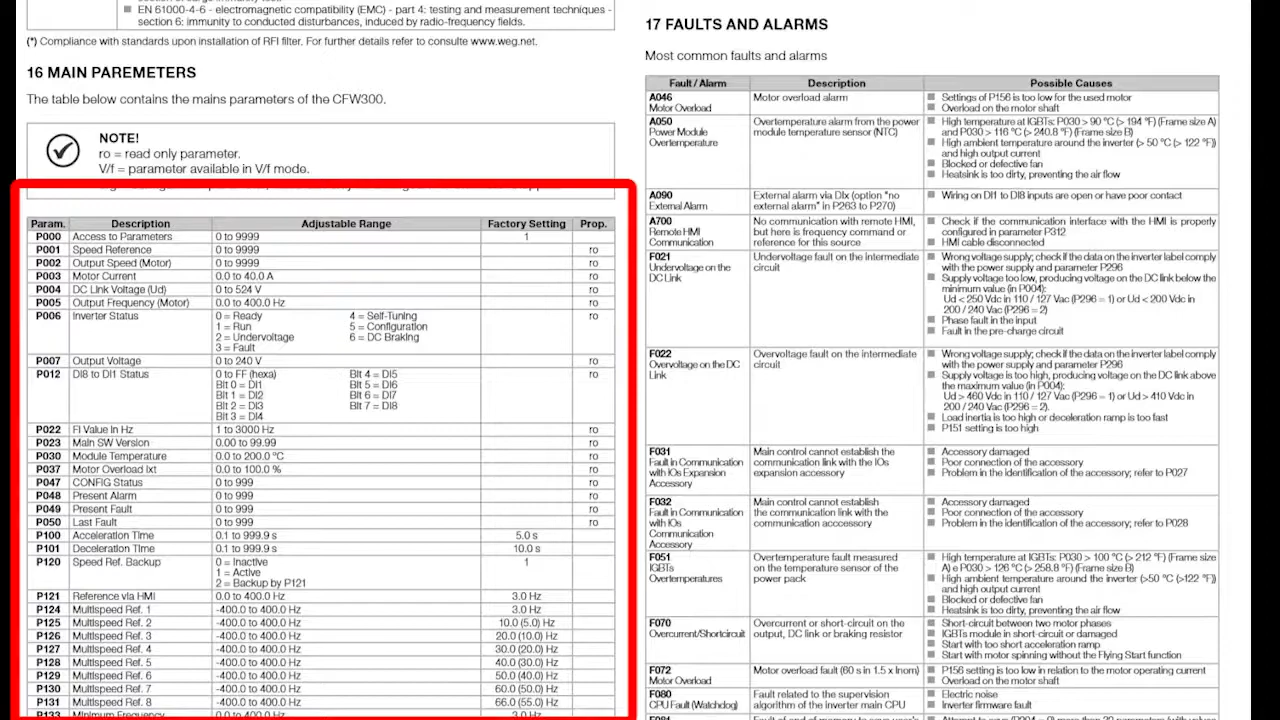 ■ EN 61000-4-6 - electromagnetic compatibility (EMC) - part 4: testing and measurement techniques -
section 6: immunity to conducted disturbances, induced by radio-frequency fields.
(*) Compliance with standards upon installation of RFI filter. For further details refer to consulte www.weg.net.
16 MAIN PAREMETERS
The table below contains the mains parameters of the CFW300.
NOTE!
ro = read only parameter.
V/f = parameter available in V/f mode.
Param. Description Adjustable Range Factory Setting Prop.
P000 Access to Parameters 0 to 9999 1
P001 Speed Reference 0 to 9999 ro
P002 Output Speed (Motor) 0 to 9999 ro
P003 Motor Current 0.0 to 40.0 A ro
P004 DC Link Voltage (Ud) 0 to 524 V ro
P005 Output Frequency (Motor) 0.0 to 400.0 Hz ro
P006 Inverter Status 0 = Ready 4 = Self-Tuning ro
1 = Run 5 = Configuration
2 = Undervoltage 6 = DC Braking
3 = Fault
P007 Output Voltage 0 to 240 V ro
P012 DI8 to DI1 Status 0 to FF (hexa) Bit 4 = DI5 ro
Bit 0 = DI1 Bit 5 = DI6
Bit 1 = DI2 Bit 6 = DI7
Bit 2 = DI3 Bit 7 = DI8
Bit 3 = DI4
P022 FI Value in Hz 1 to 3000 Hz ro
P023 Main SW Version 0.00 to 99.99 ro
P030 Module Temperature 0.0 to 200.0 ºC ro
P037 Motor Overload Ixt 0.0 to 100.0 % ro
P047 CONFIG Status 0 to 999 ro
P048 Present Alarm 0 to 999 ro
P049 Present Fault 0 to 999 ro
P050 Last Fault 0 to 999 ro
P100 Acceleration Time 0.1 to 999.9 s 5.0 s
P101 Deceleration Time 0.1 to 999.9 s 10.0 s
P120 Speed Ref. Backup 0 = Inactive 1
1 = Active
2 = Backup by P121
P121 Reference via HMI 0.0 to 400.0 Hz 3.0 Hz
P124 Multispeed Ref. 1 -400.0 to 400.0 Hz 3.0 Hz
P125 Multispeed Ref. 2 -400.0 to 400.0 Hz 10.0 (5.0) Hz
P126 Multispeed Ref. 3 -400.0 to 400.0 Hz 20.0 (10.0) Hz
P127 Multispeed Ref. 4 -400.0 to 400.0 Hz 30.0 (20.0) Hz
P128 Multispeed Ref. 5 -400.0 to 400.0 Hz 40.0 (30.0) Hz
P129 Multispeed Ref. 6 -400.0 to 400.0 Hz 50.0 (40.0) Hz
P130 Multispeed Ref. 7 -400.0 to 400.0 Hz 60.0 (50.0) Hz
P131 Multispeed Ref. 8 -400.0 to 400.0 Hz 66.0 (55.0) Hz
P133 Minimum Frequency 0.0 to 400.0 Hz 3.0 Hz
17 FAULTS AND ALARMS
Most common faults and alarms
Fault / Alarm Description Possible Causes
A046 Motor overload alarm ■ Settings of P156 is too low for the used motor
Motor Overload ■ Overload on the motor shaft
A050 Overtemperature alarm from the power ■ High temperature at IGBTs: P030 > 90 ºC (> 194 ºF) (Frame size A)
Power Module module temperature sensor (NTC) and P030 > 116 ºC (> 240.8 ºF) (Frame size B)
Overtemperature ■ High ambient temperature around the inverter (> 50 ºC (> 122 ºF))
and high output current
■ Blocked or defective fan
■ Heatsink is too dirty, preventing the air flow
A090 External alarm via DIx (option "no ■ Wiring on DI1 to DI8 inputs are open or have poor contact
External Alarm external alarm" in P263 to P270)
A700 No communication with remote HMI, ■ Check if the communication interface with the HMI is properly
Remote HMI but here is frequency command or configured in parameter P312
Communication reference for this source ■ HMI cable disconnected
F021 Undervoltage fault on the intermediate ■ Wrong voltage supply; check if the data on the inverter label comply
Undervoltage on the circuit with the power supply and parameter P296
DC Link ■ Supply voltage too low, producing voltage on the DC link below the
minimum value (in P004):
Ud < 250 Vdc in 110 / 127 Vac (P296 = 1) or Ud < 200 Vdc in
200 / 240 Vac (P296 = 2)
■ Phase fault in the input
■ Fault in the pre-charge circuit
F022 Overvoltage fault on the intermediate ■ Wrong voltage supply; check if the data on the inverter label comply
Overvoltage on the DC circuit with the power supply and parameter P296
Link ■ Supply voltage is too high, producing voltage on the DC link above
the maximum value (in P004):
Ud > 460 Vdc in 110 / 127 Vac (P296 = 1) or Ud > 410 Vdc in
200 / 240 Vac (P296 = 2).
■ Load inertia is too high or deceleration ramp is too fast
■ P151 setting is too high
F031 Main control cannot establish the ■ Accessory damaged
Fault in Communication communication link with the IOs ■ Poor connection of the accessory
with IOs Expansion expansion accessory ■ Problem in the identification of the accessory; refer to P027
Accessory
F032 Main control cannot establish ■ Accessory damaged
Fault in Communication the communication link with the ■ Poor connection of the accessory
with IOs communication acccessory ■ Problem in the identification of the accessory; refer to P028
Communication
Accessory
F051 Overtemperature fault measured ■ High temperature at IGBTs: P030 > 100 ºC (> 212 ºF) (Frame size
IGBTs on the temperature sensor of the A) e P030 > 126 ºC (> 258.8 ºF) (Frame size B)
Overtemperatures power pack ■ High ambient temperature around the inverter (>50 ºC (>122 ºF))
and high output current
■ Blocked or defective fan
■ Heatsink is too dirty, preventing the air flow
F070 Overcurrent or short-circuit on the ■ Short-circuit between two motor phases
Overcurrent/Shortcircuit output, DC link or braking resistor ■ IGBTs module in short-circuit or damaged
■ Start with too short acceleration ramp
■ Start with motor spinning without the Flying Start function
F072 Motor overload fault (60 s in 1.5 x Inom) ■ P156 setting is too low in relation to the motor operating current
Motor Overload ■ Overload on the motor shaft
F080 Fault related to the supervision ■ Electric noise
CPU Fault (Watchdog) algorithm of the inverter main CPU ■ Inverter firmware fault